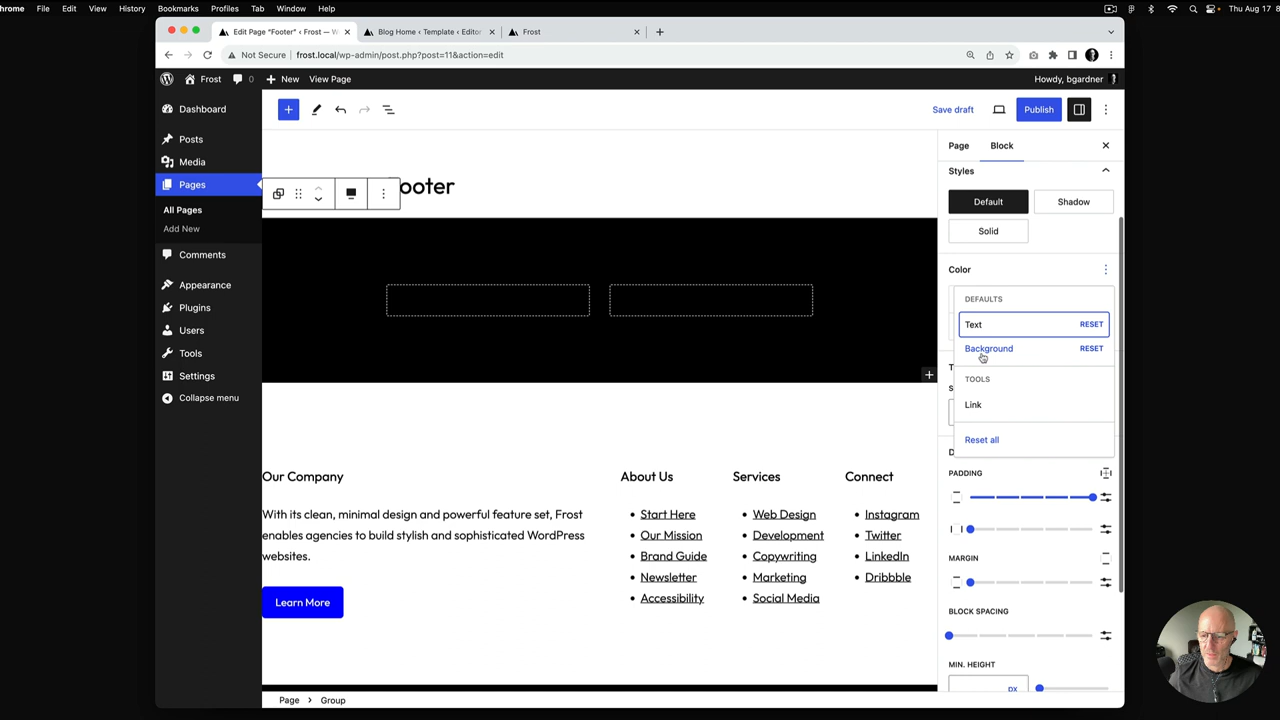 hrome File Edit View History Bookmarks Profiles Tab Window Help Thu Aug 17 8
Edit Page "Footer" ‹ Frost — W
Blog Home ‹ Template ‹ Editor
Frost
Not Secure frost.local/wp-admin/post.php?post=11&action=edit
Frost 0 New View Page Howdy, bgardner
Dashboard
Posts
Media
Pages
All Pages
Add New
Comments
Appearance
Plugins
Users
Tools
Settings
Collapse menu
Save draft Publish
ooter
Our Company
With its clean, minimal design and powerful feature set, Frost
enables agencies to build stylish and sophisticated WordPress
websites.
Learn More
About Us
Start Here
Our Mission
Brand Guide
Newsletter
Accessibility
Services
Web Design
Development
Copywriting
Marketing
Social Media
Connect
Instagram
Twitter
LinkedIn
Dribbble
Page Block
Styles
Default Shadow
Solid
Color
DEFAULTS
Text RESET
Background RESET
TOOLS
Link
Reset all
T
S
D
PADDING
MARGIN
BLOCK SPACING
MIN. HEIGHT
px
Page Group